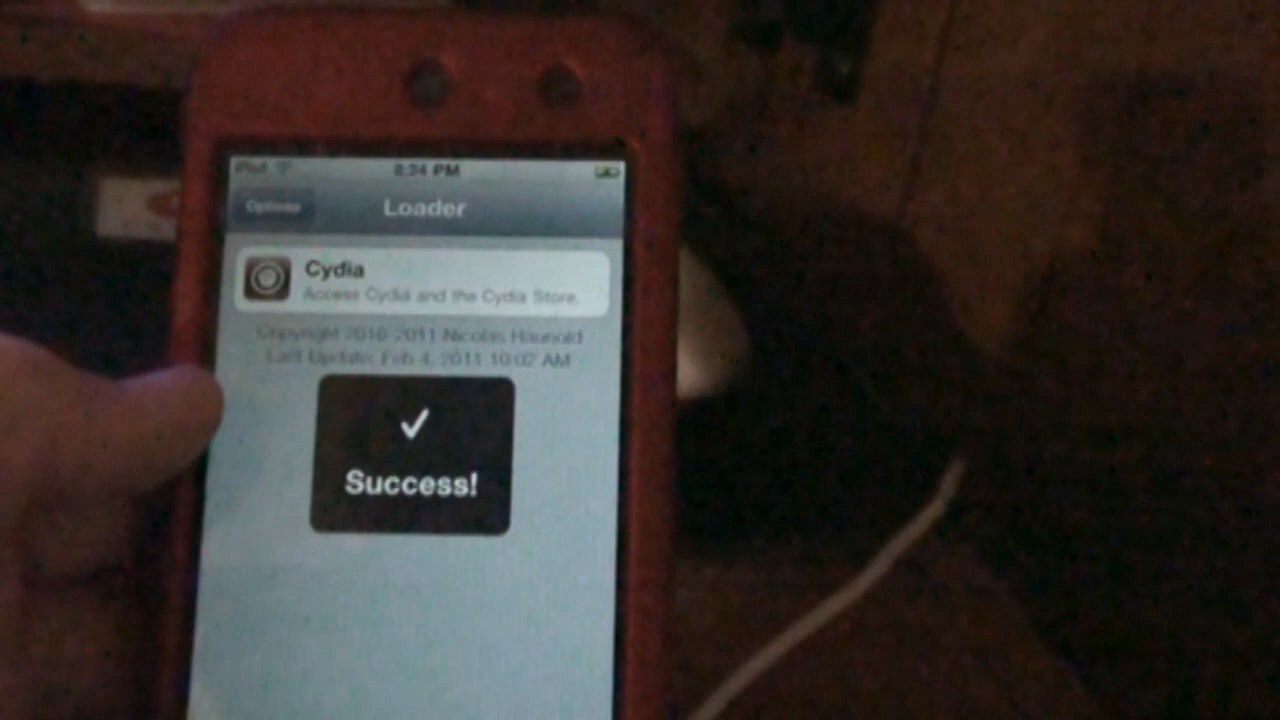 iPod 8:24 PM
Options Loader
Cydia
Access Cydia and the Cydia Store.
Copyright 2010-2011 Nicolas Haunold
Last Update: Feb 4, 2011 10:02 AM
Success!